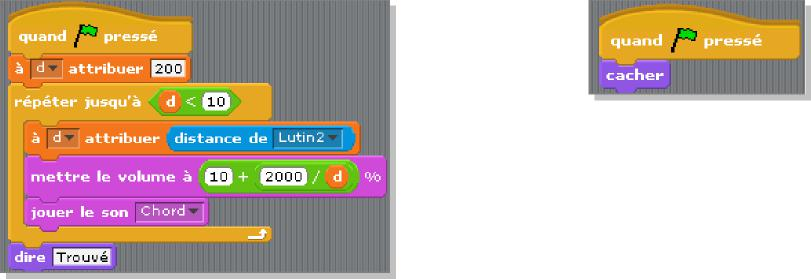 quand pressé
à d attribuer 200
répéter jusqu'à d < 10
à d attribuer distance de Lutin2
mettre le volume à 10 + 2000 / d %
jouer le son Chord
dire Trouvé
quand pressé
cacher